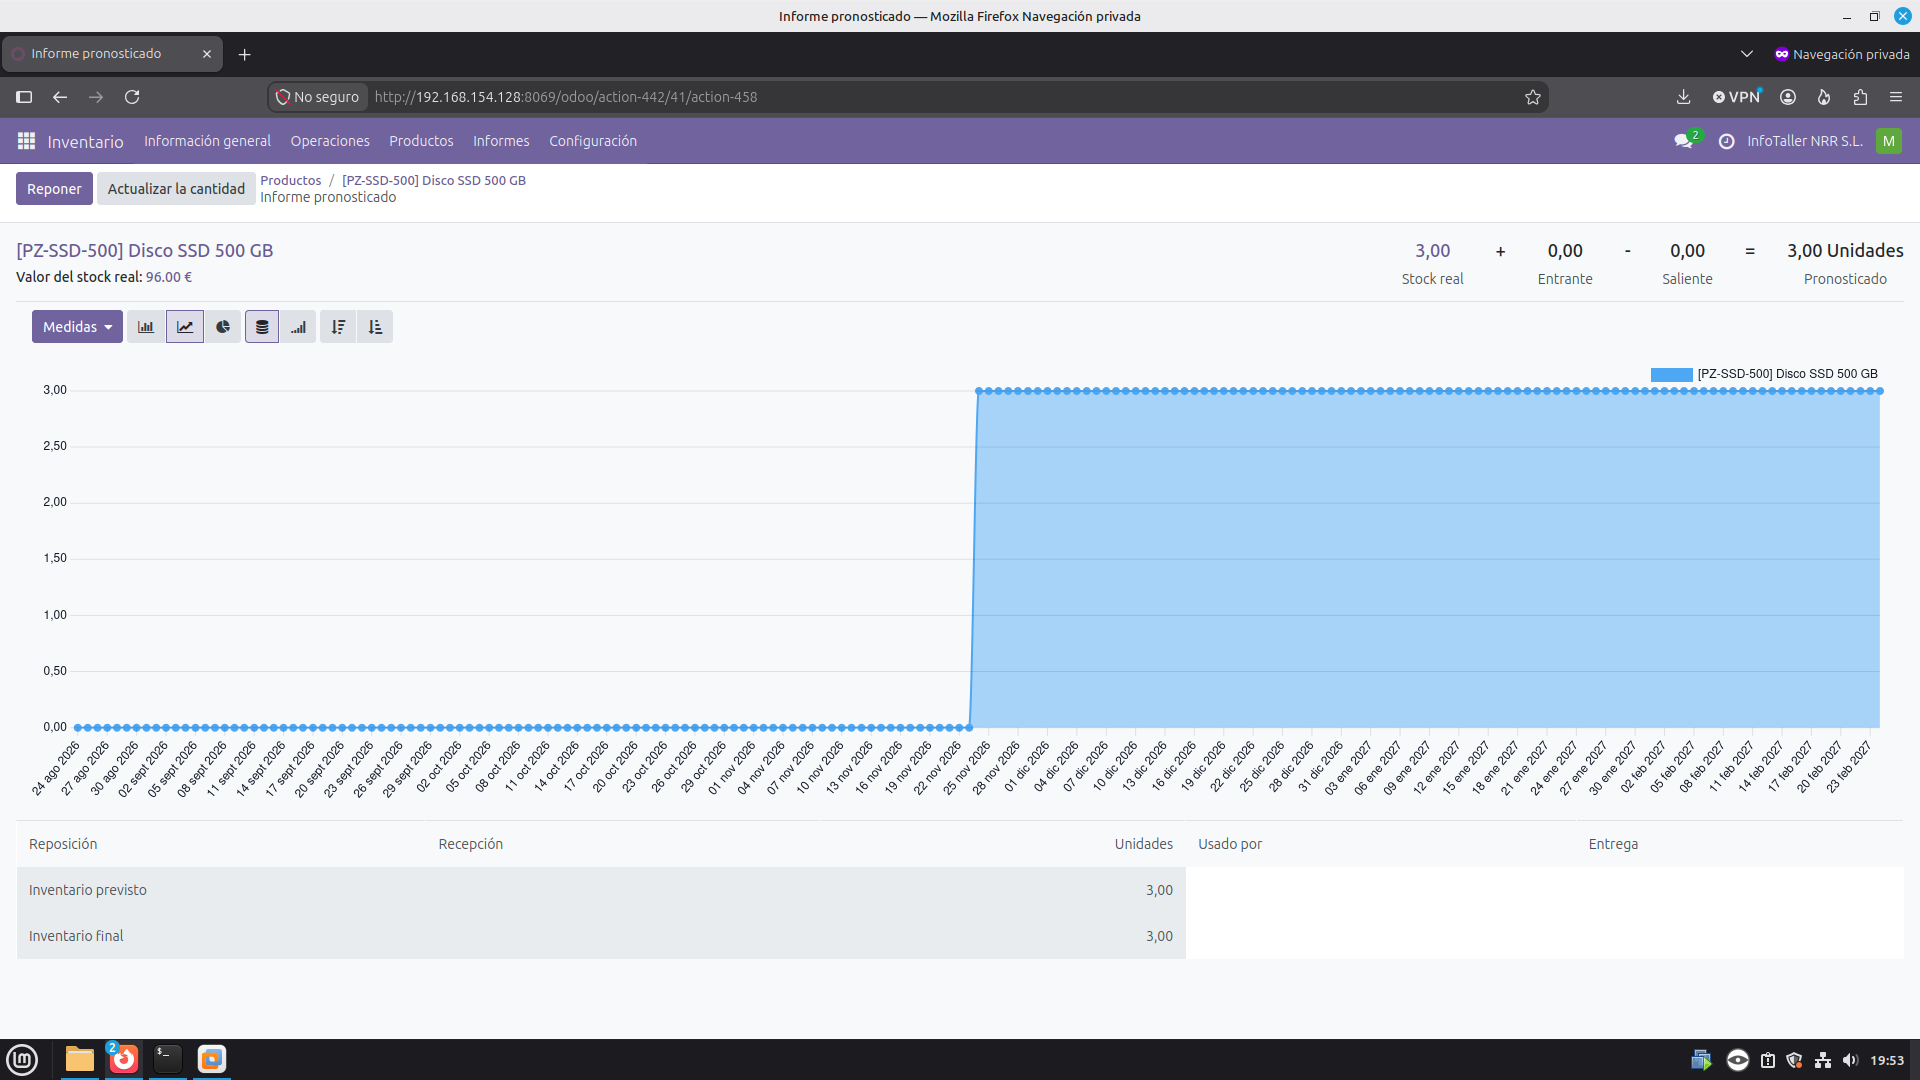 Informe pronosticado — Mozilla Firefox Navegación privada
Informe pronosticado
Navegación privada
No seguro
http://192.168.154.128:8069/odoo/action-442/41/action-458
VPN
Inventario
Información general
Operaciones
Productos
Informes
Configuración
2
InfoTaller NRR S.L.
M
Reponer
Actualizar la cantidad
Productos / [PZ-SSD-500] Disco SSD 500 GB
Informe pronosticado
[PZ-SSD-500] Disco SSD 500 GB
Valor del stock real: 96.00 €
3,00 + 0,00 - 0,00 = 3,00 Unidades
Stock real Entrante Saliente Pronosticado
Medidas
[PZ-SSD-500] Disco SSD 500 GB
3,00
2,50
2,00
1,50
1,00
0,50
0,00
24 ago 2026
27 ago 2026
30 ago 2026
02 sept 2026
05 sept 2026
08 sept 2026
11 sept 2026
14 sept 2026
17 sept 2026
20 sept 2026
23 sept 2026
26 sept 2026
29 sept 2026
02 oct 2026
05 oct 2026
08 oct 2026
11 oct 2026
14 oct 2026
17 oct 2026
20 oct 2026
23 oct 2026
26 oct 2026
29 oct 2026
01 nov 2026
04 nov 2026
07 nov 2026
10 nov 2026
13 nov 2026
16 nov 2026
19 nov 2026
22 nov 2026
25 nov 2026
28 nov 2026
01 dic 2026
04 dic 2026
07 dic 2026
10 dic 2026
13 dic 2026
16 dic 2026
19 dic 2026
22 dic 2026
25 dic 2026
28 dic 2026
31 dic 2026
03 ene 2027
06 ene 2027
09 ene 2027
12 ene 2027
15 ene 2027
18 ene 2027
21 ene 2027
24 ene 2027
27 ene 2027
30 ene 2027
02 feb 2027
05 feb 2027
08 feb 2027
11 feb 2027
14 feb 2027
17 feb 2027
20 feb 2027
23 feb 2027
Reposición Recepción Unidades Usado por Entrega
Inventario previsto 3,00
Inventario final 3,00
2
19:53